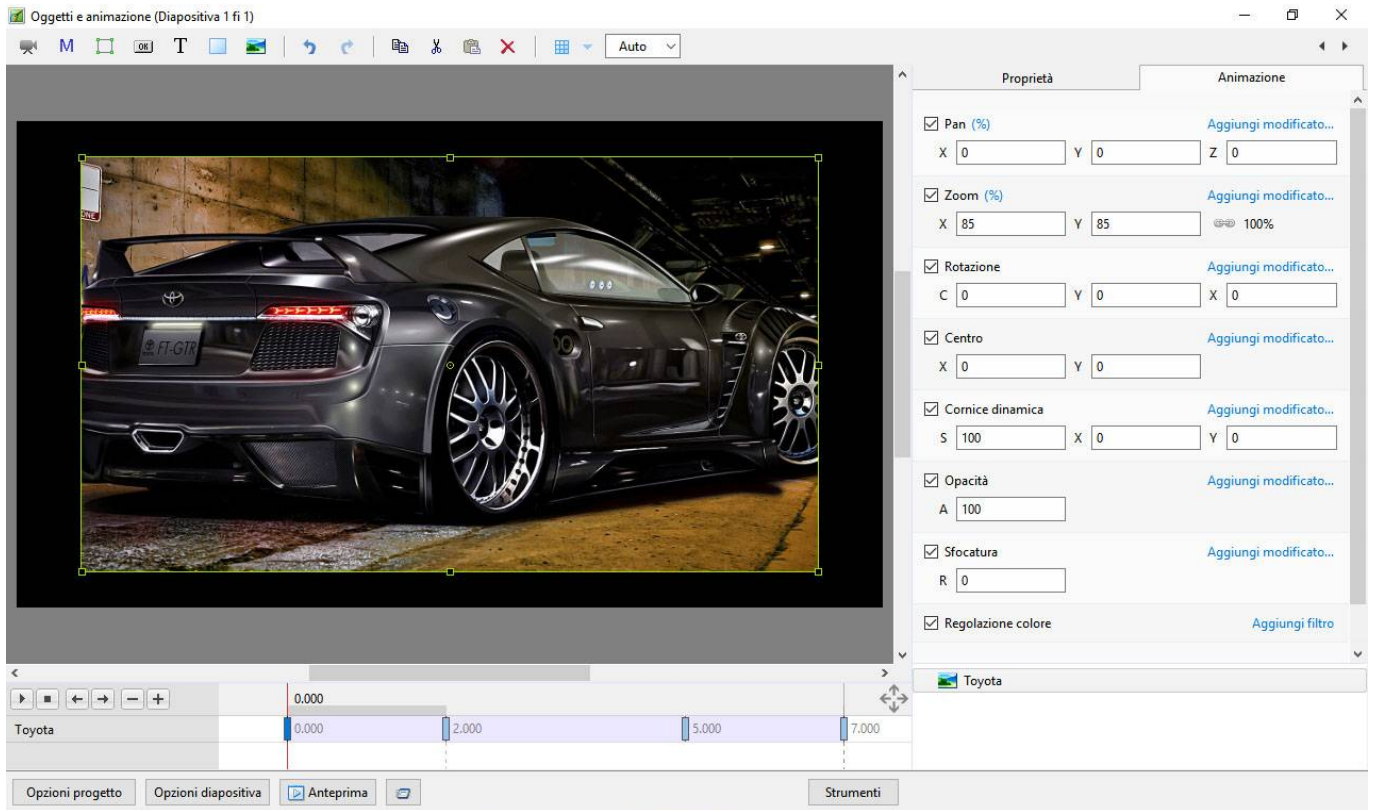 Oggetti e animazione (Diapositiva 1 fi 1)
M OK T Auto
Proprietà Animazione
Pan (%) Aggiungi modificato...
X 0 Y 0 Z 0
Zoom (%) Aggiungi modificato...
X 85 Y 85 100%
Rotazione Aggiungi modificato...
C 0 Y 0 X 0
Centro Aggiungi modificato...
X 0 Y 0
Cornice dinamica Aggiungi modificato...
S 100 X 0 Y 0
Opacità Aggiungi modificato...
A 100
Sfocatura Aggiungi modificato...
R 0
Regolazione colore Aggiungi filtro
ONE
FT-GTR
Toyota
0.000
Toyota 0.000 2.000 5.000 7.000
Opzioni progetto Opzioni diapositiva Anteprima Strumenti